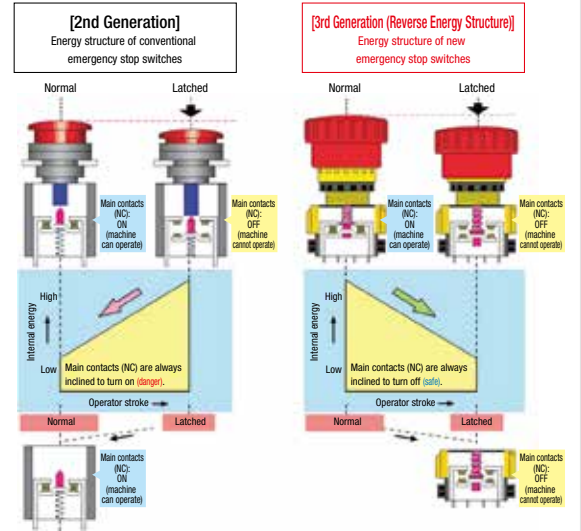 [2nd Generation]
Energy structure of conventional
emergency stop switches
Normal
Latched
Main contacts
(NC):
ON
(machine
can operate)
Main contacts
(NC):
OFF
(machine
cannot operate)
High
Internal energy
Low
Main contacts (NC) are always
inclined to turn on (danger).
Operator stroke
Normal
Latched
Main contacts
(NC):
ON
(machine
can operate)
[3rd Generation (Reverse Energy Structure)]
Energy structure of new
emergency stop switches
Normal
Latched
Main contacts
(NC):
ON
(machine
can operate)
Main contacts
(NC):
OFF
(machine
cannot operate)
High
Internal energy
Low
Main contacts (NC) are always
inclined to turn off (safe).
Operator stroke
Normal
Latched
Main contacts
(NC):
OFF
(machine
cannot operate)